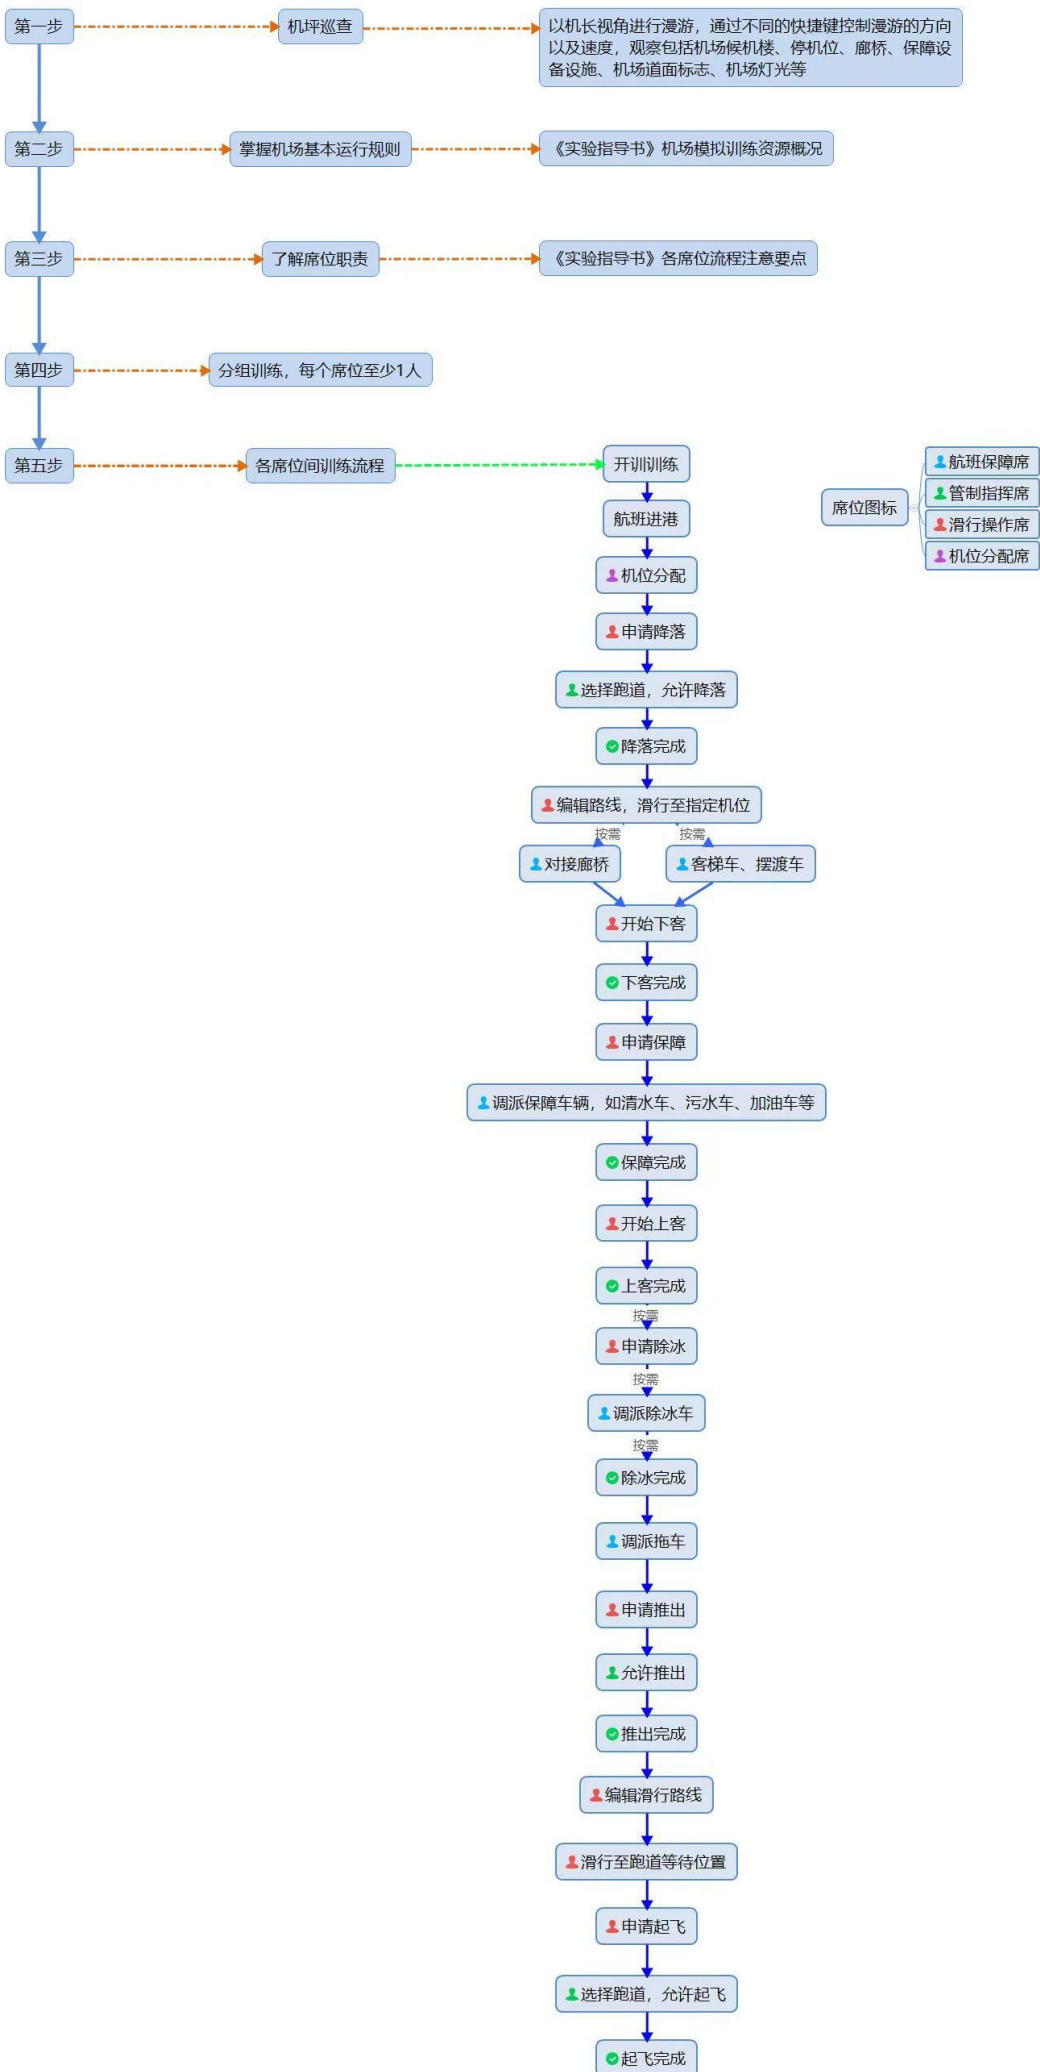 第一步
机坪巡查
以机长视角进行漫游，通过不同的快捷键控制漫游的方向
以及速度，观察包括机场候机楼、停机位、廊桥、保障设
备设施、机场道面标志、机场灯光等
第二步
掌握机场基本运行规则
《实验指导书》机场模拟训练资源概况
第三步
了解席位职责
《实验指导书》各席位流程注意要点
第四步
分组训练，每个席位至少1人
第五步
各席位间训练流程
开训训练
席位图标
航班保障席
管制指挥席
滑行操作席
机位分配席
航班进港
机位分配
申请降落
选择跑道，允许降落
降落完成
编辑路线，滑行至指定机位
按需
按需
对接廊桥
客梯车、摆渡车
开始下客
下客完成
申请保障
调派保障车辆，如清水车、污水车、加油车等
保障完成
开始上客
上客完成
按需
申请除冰
按需
调派除冰车
按需
除冰完成
调派拖车
申请推出
允许推出
推出完成
编辑滑行路线
滑行至跑道等待位置
申请起飞
选择跑道，允许起飞
起飞完成